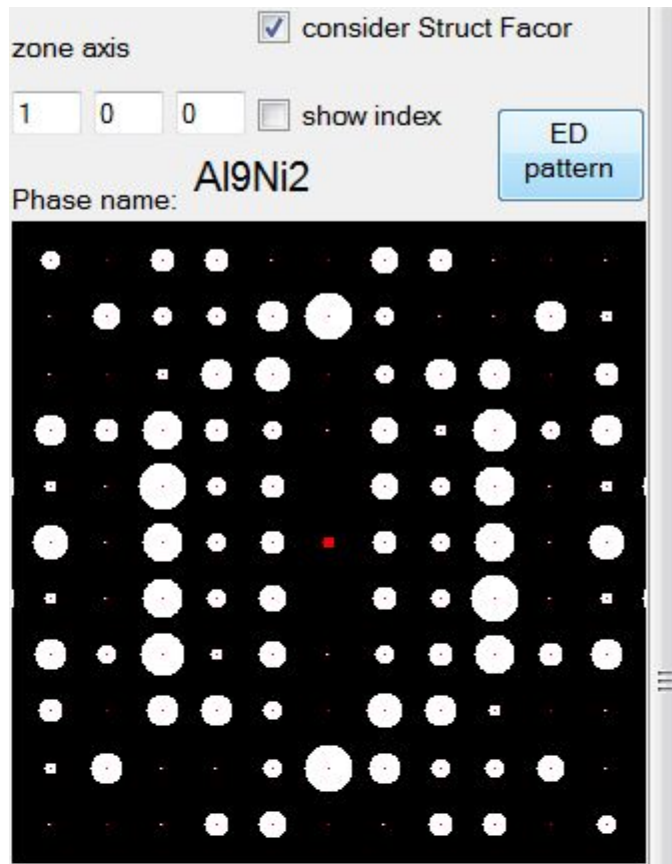 zone axis
consider Struct Facor
1 0 0
show index
ED
pattern
Phase name: Al9Ni2